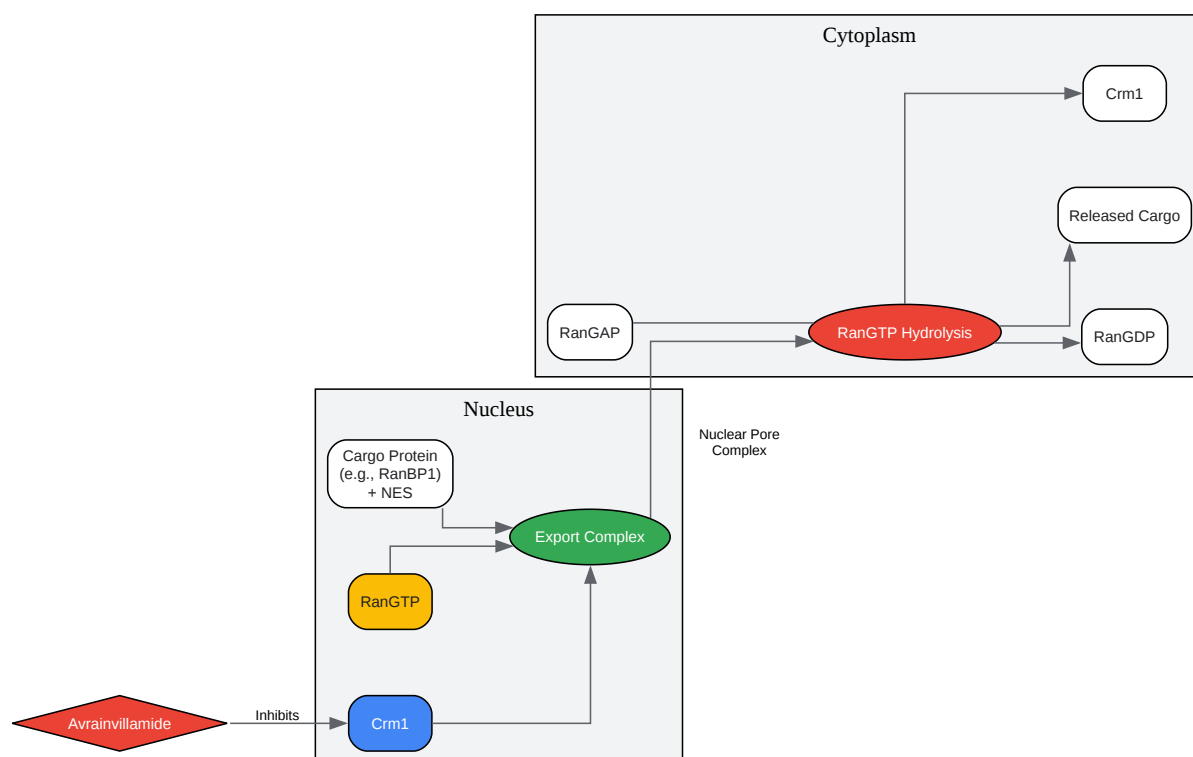 Cytoplasm
Crm1
Released Cargo
RanGAP
RanGTP Hydrolysis
RanGDP
Nucleus
Nuclear Pore
Complex
Cargo Protein
(e.g., RanBP1)
+ NES
Export Complex
RanGTP
Avrainvillamide
Inhibits
Crm1